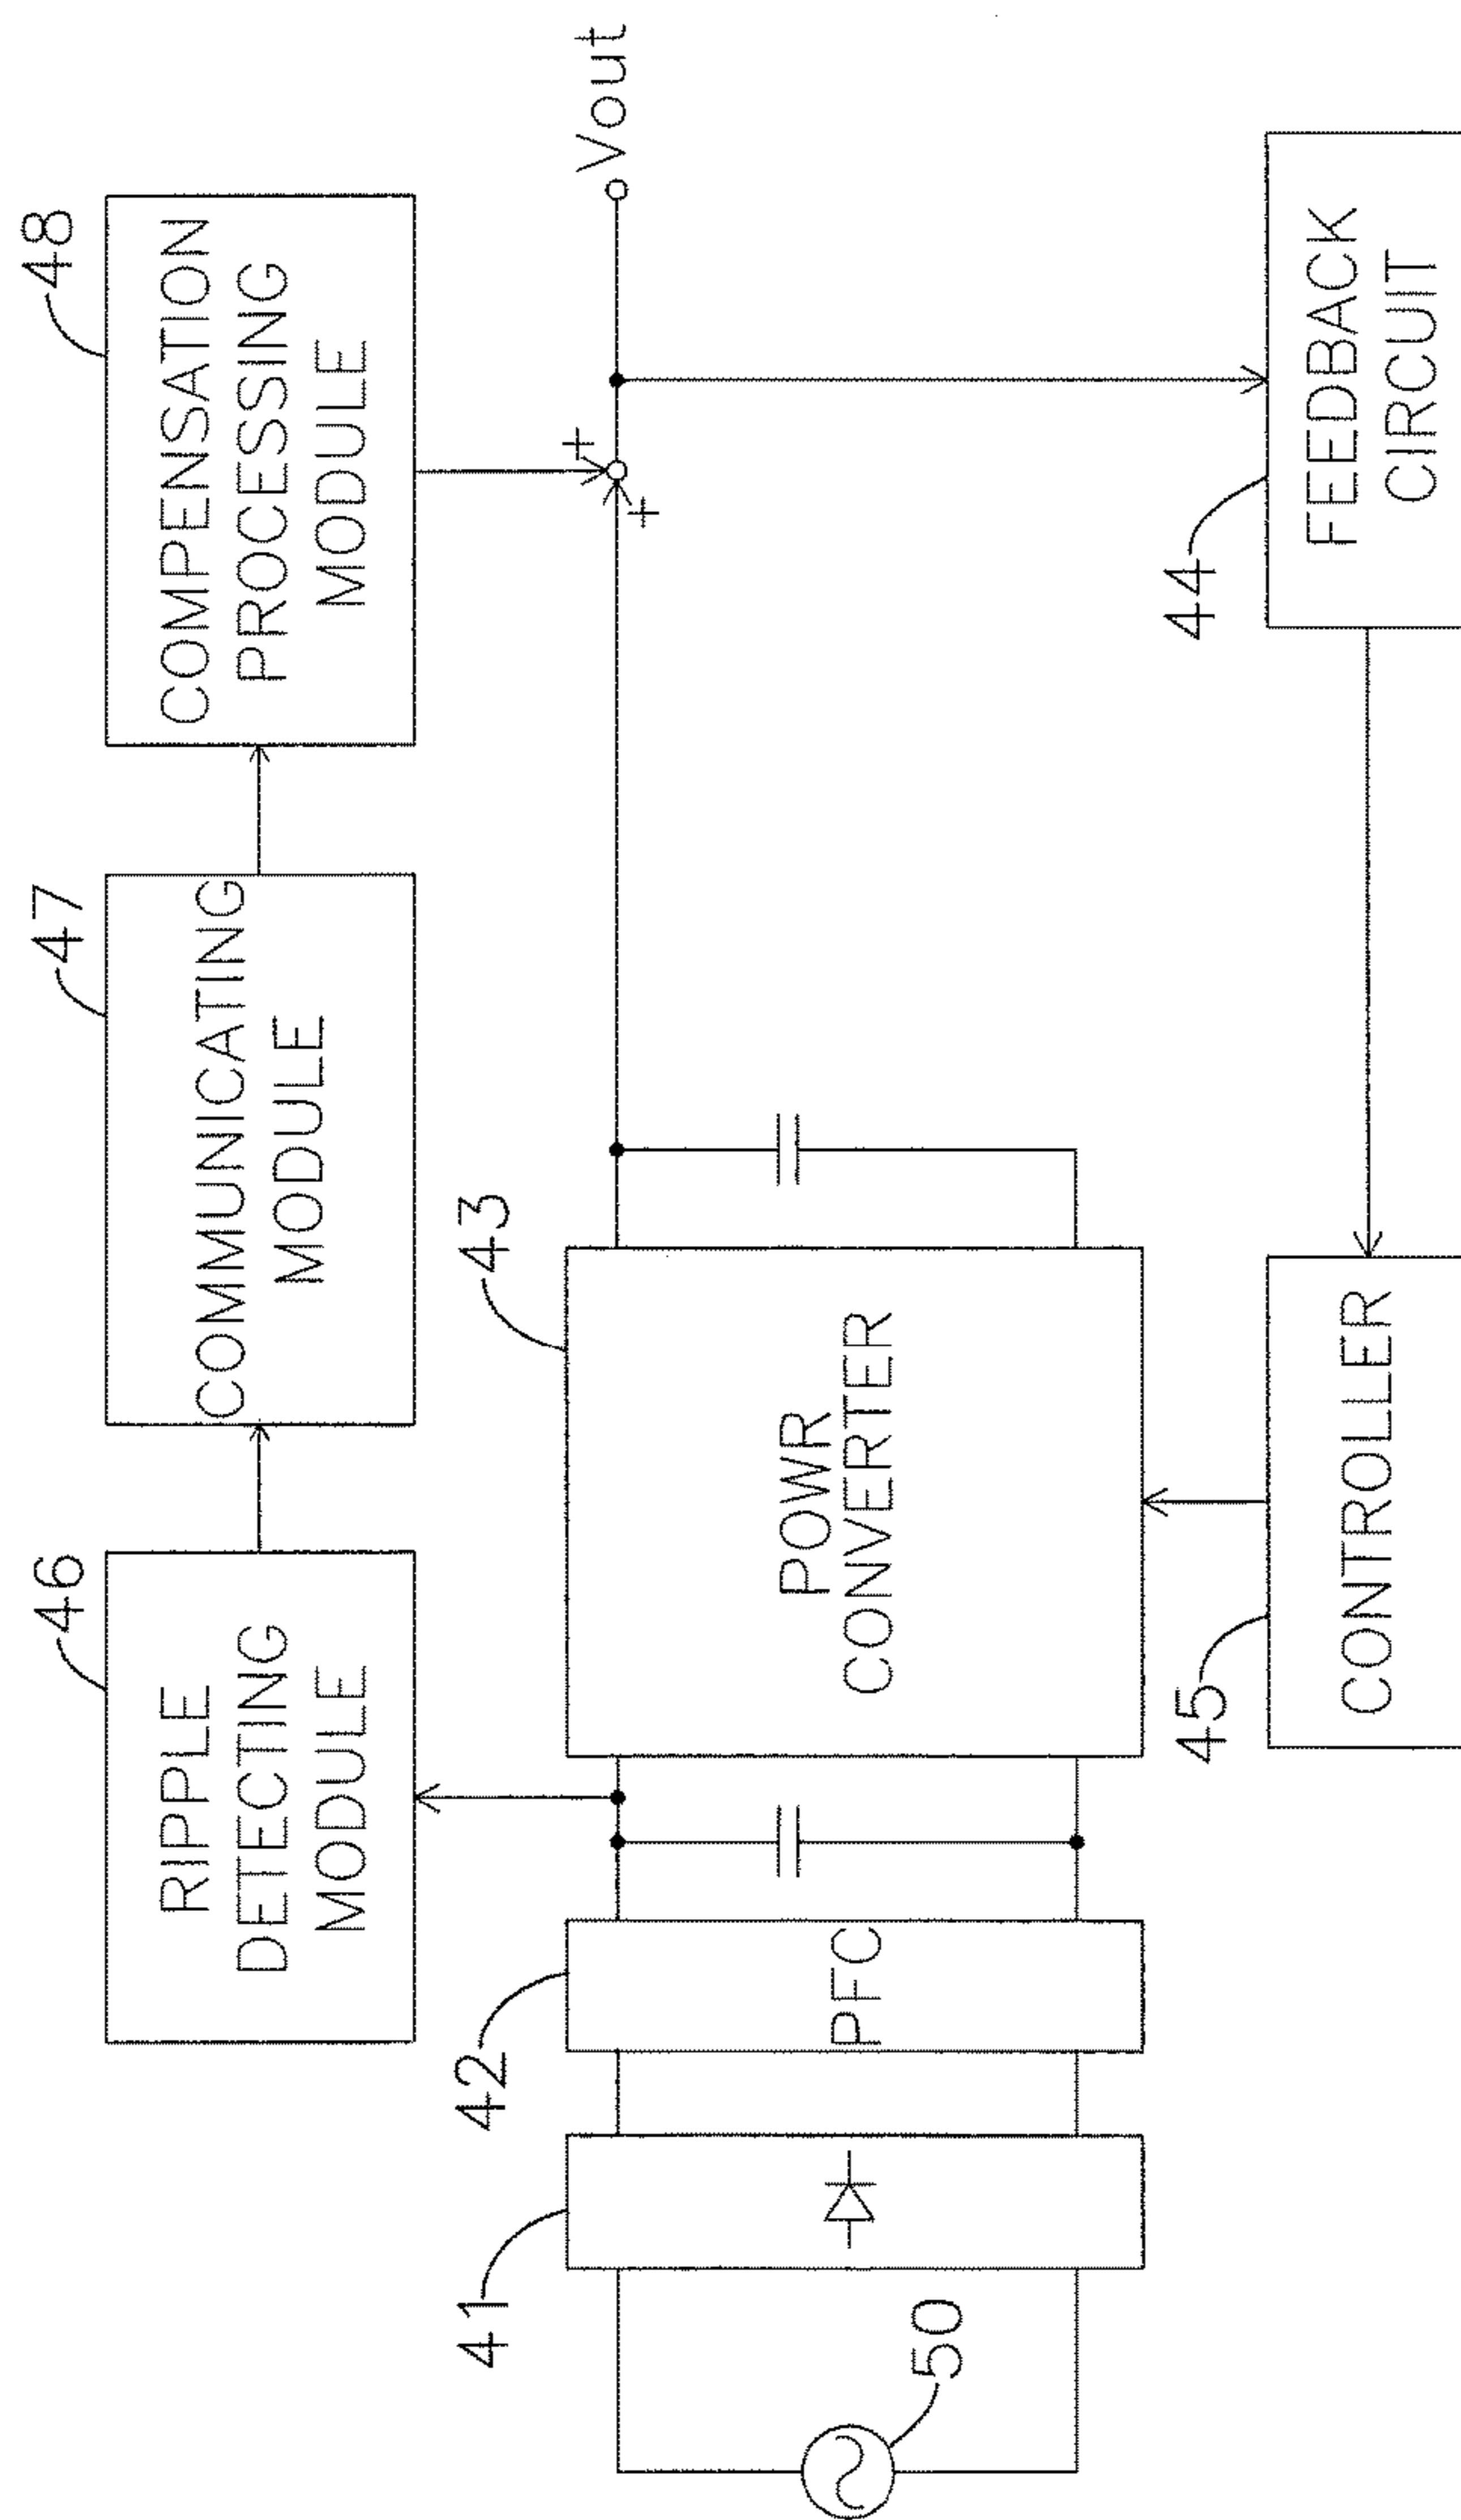 46
RIPPLE
DETECTING
MODULE
47
COMMUNICATING
MODULE
48
COMPENSATION
PROCESSING
MODULE
41
42
PFC
43
POWR
CONVERTER
+
+
Vout
50
45
CONTROLLER
44
FEEDBACK
CIRCUIT